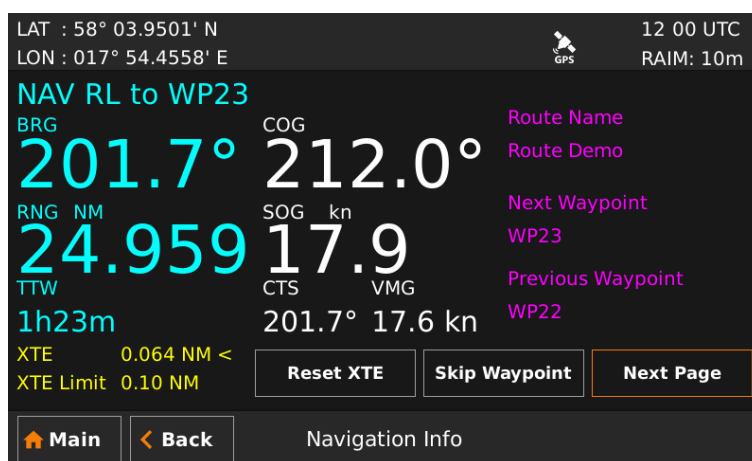 LAT : 58° 03.9501' N
LON : 017° 54.4558' E
GPS
12 00 UTC
RAIM: 10m
NAV RL to WP23
BRG
201.7°
COG
212.0°
RNG NM
24.959
SOG kn
17.9
TTW
1h23m
CTS VMG
201.7° 17.6 kn
Route Name
Route Demo
Next Waypoint
WP23
Previous Waypoint
WP22
XTE 0.064 NM <
XTE Limit 0.10 NM
Reset XTE
Skip Waypoint
Next Page
Main
< Back
Navigation Info